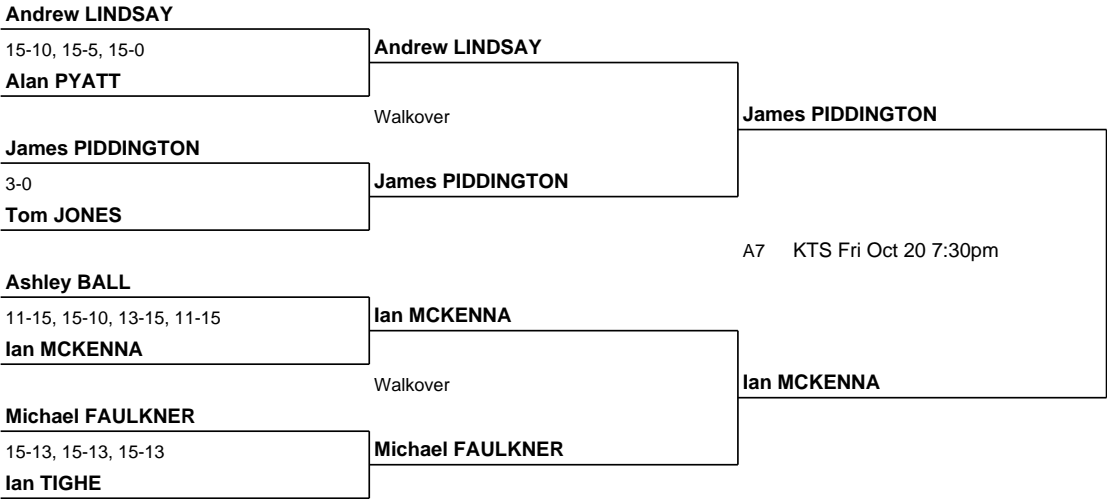 Andrew LINDSAY
15-10, 15-5, 15-0
Andrew LINDSAY
Alan PYATT
Walkover
James PIDDINGTON
James PIDDINGTON
3-0
James PIDDINGTON
Tom JONES
A7 KTS Fri Oct 20 7:30pm
Ashley BALL
11-15, 15-10, 13-15, 11-15
Ian MCKENNA
Ian MCKENNA
Walkover
Ian MCKENNA
Michael FAULKNER
15-13, 15-13, 15-13
Michael FAULKNER
Ian TIGHE